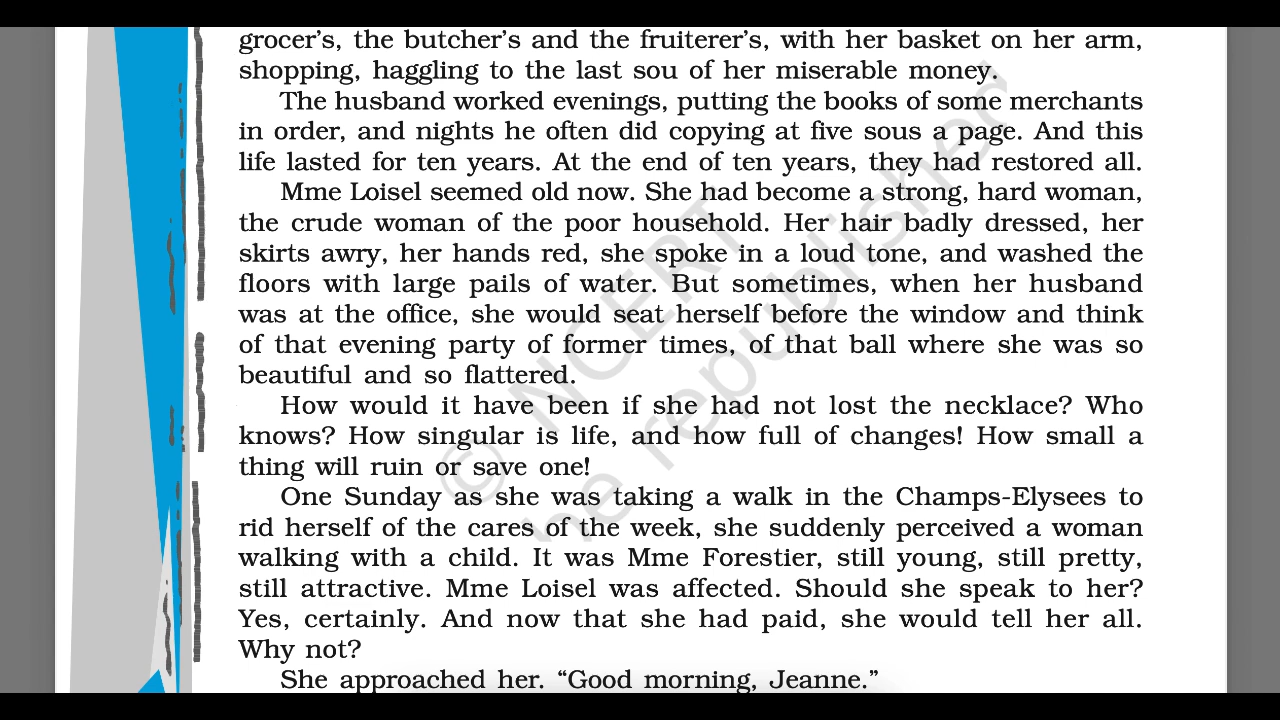 grocer's, the butcher's and the fruiterer's, with her basket on her arm,
shopping, haggling to the last sou of her miserable money.
The husband worked evenings, putting the books of some merchants
in order, and nights he often did copying at five sous a page. And this
life lasted for ten years. At the end of ten years, they had restored all.
Mme Loisel seemed old now. She had become a strong, hard woman,
the crude woman of the poor household. Her hair badly dressed, her
skirts awry, her hands red, she spoke in a loud tone, and washed the
floors with large pails of water. But sometimes, when her husband
was at the office, she would seat herself before the window and think
of that evening party of former times, of that ball where she was so
beautiful and so flattered.
How would it have been if she had not lost the necklace? Who
knows? How singular is life, and how full of changes! How small a
thing will ruin or save one!
One Sunday as she was taking a walk in the Champs-Elysees to
rid herself of the cares of the week, she suddenly perceived a woman
walking with a child. It was Mme Forestier, still young, still pretty,
still attractive. Mme Loisel was affected. Should she speak to her?
Yes, certainly. And now that she had paid, she would tell her all.
Why not?
She approached her. “Good morning, Jeanne.”
© NCERT
be republished